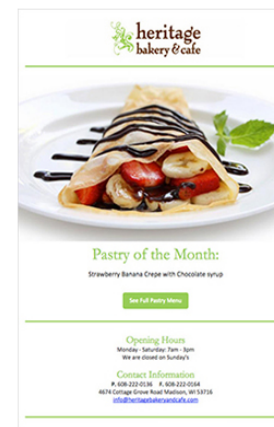 heritage
bakery & cafe
Pastry of the Month:
Strawberry Banana Crepe with Chocolate syrup
See Full Pastry Menu
Opening Hours
Monday - Saturday: 7am - 3pm
We are closed on Sunday's
Contact Information
P. 608-222-0136 F. 608-222-0164
4674 Cottage Grove Road Madison, WI 53716
info@heritagebakeryandcafe.com